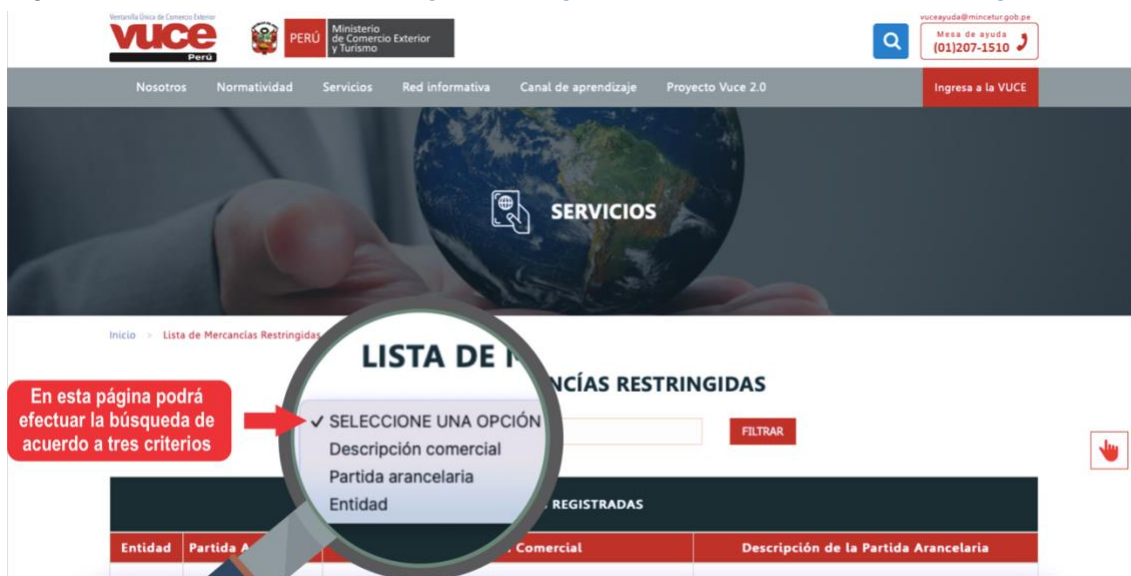 Ventanilla Única de Comercio Exterior
vuce
Perú
PERÚ
Ministerio
de Comercio Exterior
y Turismo
vuceayuda@mincetur.gob.pe
Mesa de ayuda
(01)207-1510
Nosotros Normatividad Servicios Red informativa Canal de aprendizaje Proyecto Vuce 2.0 Ingresa a la VUCE
SERVICIOS
Inicio > Lista de Mercancías Restringidas
LISTA DE
NCÍAS RESTRINGIDAS
En esta página podrá
efectuar la búsqueda de
acuerdo a tres criterios
✓ SELECCIONE UNA OPCIÓN
Descripción comercial
Partida arancelaria
Entidad
FILTRAR
REGISTRADAS
Entidad Partida A Comercial Descripción de la Partida Arancelaria